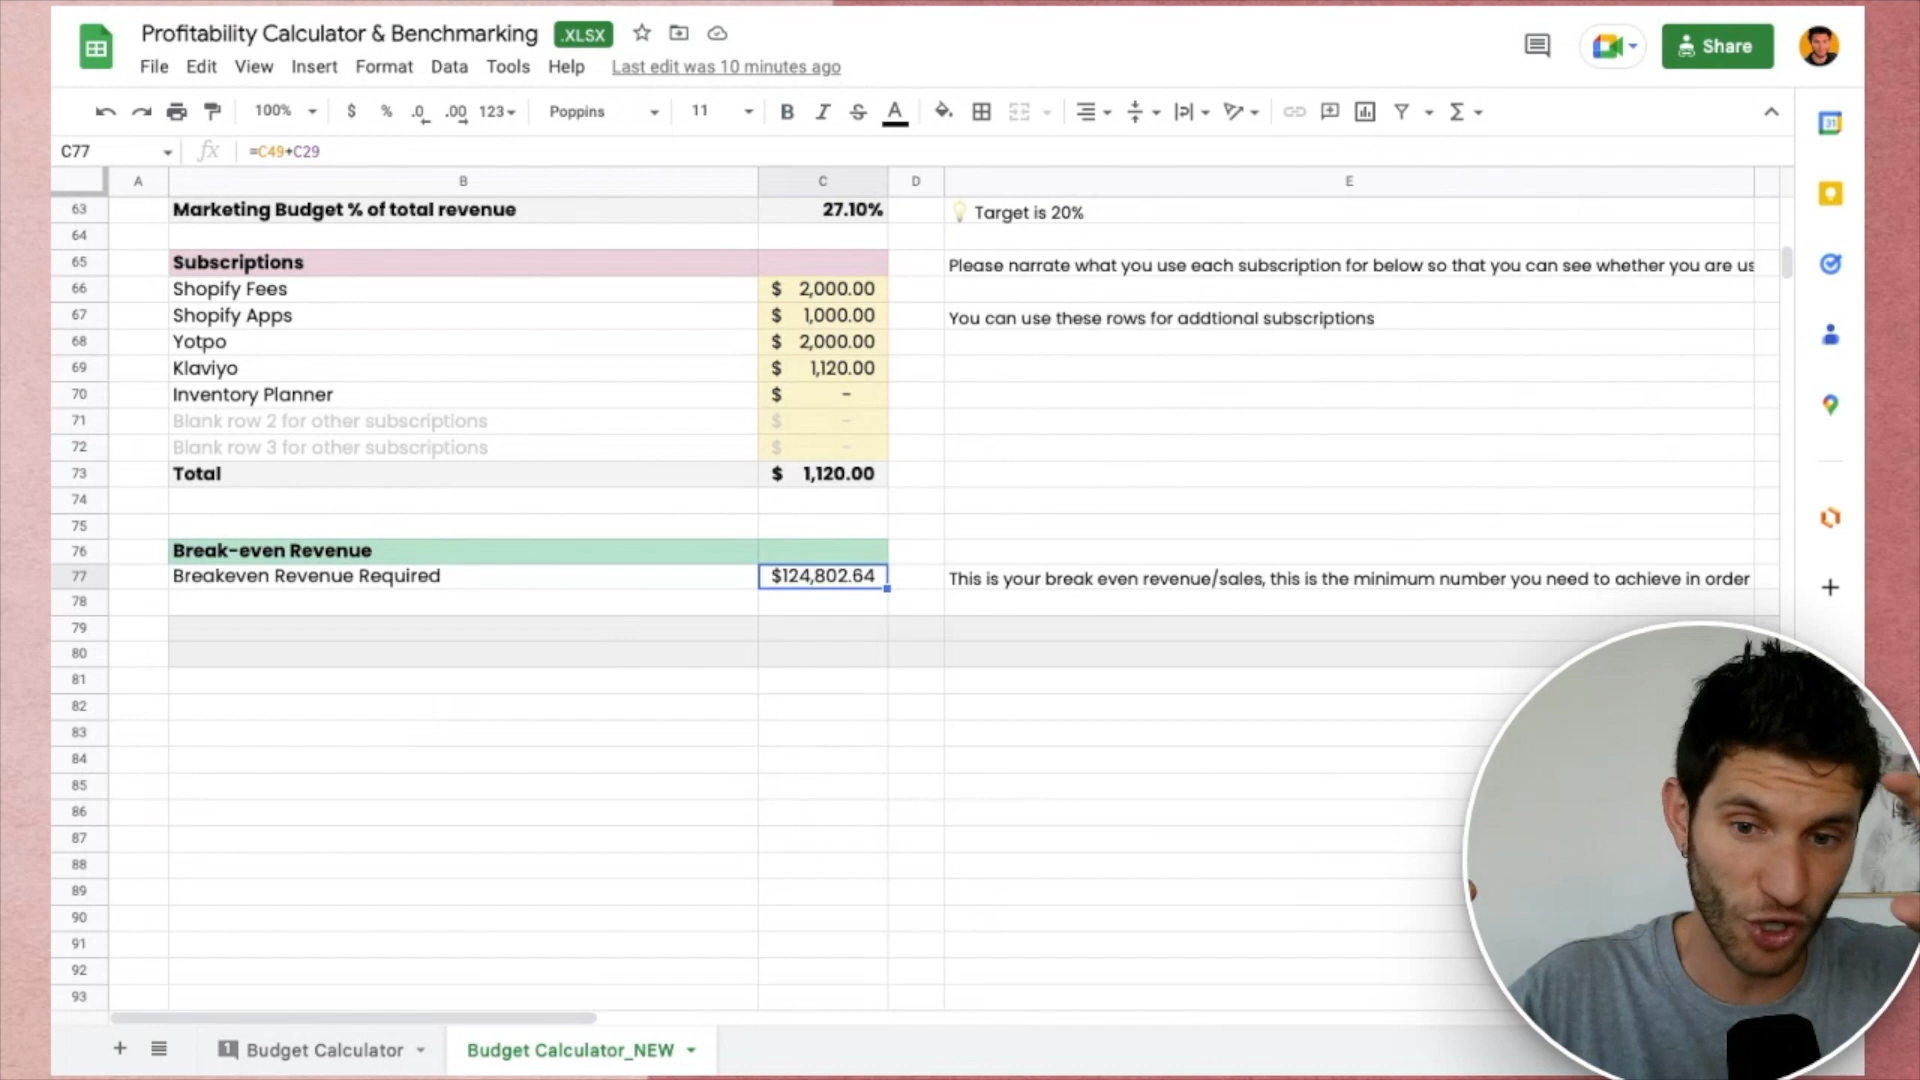 Profitability Calculator & Benchmarking .XLSX
File Edit View Insert Format Data Tools Help Last edit was 10 minutes ago
Share
100% $ % .0 .00 123 Poppins 11 B I S A Σ
31
C77 fx =C49+C29
A B C D E
63 Marketing Budget % of total revenue 27.10% Target is 20%
64
65 Subscriptions Please narrate what you use each subscription for below so that you can see whether you are us
66 Shopify Fees $ 2,000.00
67 Shopify Apps $ 1,000.00 You can use these rows for addtional subscriptions
68 Yotpo $ 2,000.00
69 Klaviyo $ 1,120.00
70 Inventory Planner $ -
71 Blank row 2 for other subscriptions $ -
72 Blank row 3 for other subscriptions $ -
73 Total $ 1,120.00
74
75
76 Break-even Revenue
77 Breakeven Revenue Required $124,802.64 This is your break even revenue/sales, this is the minimum number you need to achieve in order
78
79
80
81
82
83
84
85
86
87
88
89
90
91
92
93
1 Budget Calculator Budget Calculator_NEW